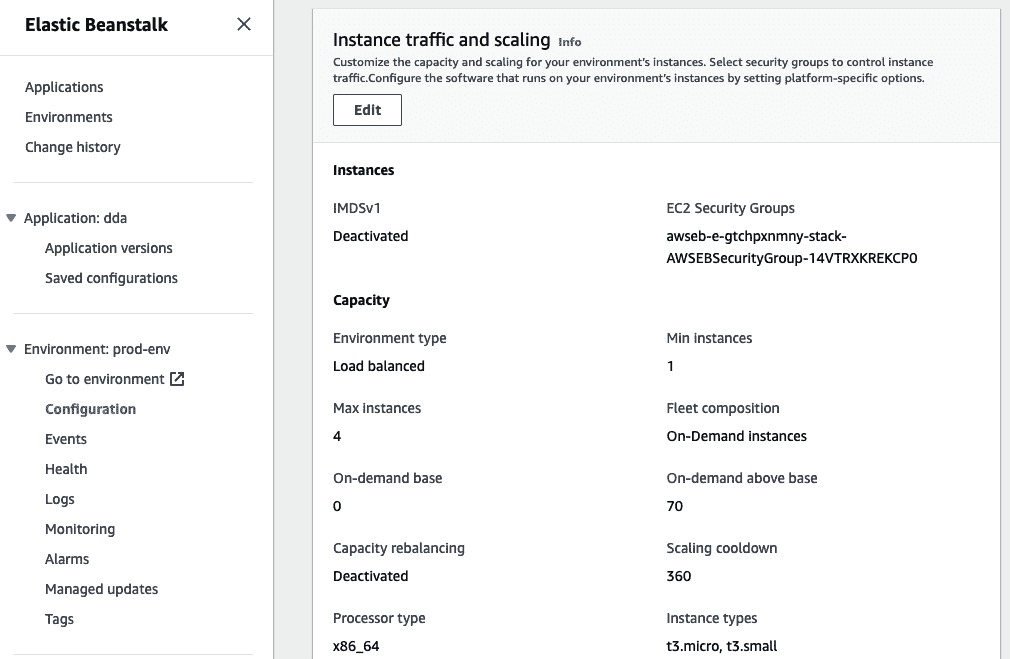 Elastic Beanstalk
Applications
Environments
Change history
Application: dda
Application versions
Saved configurations
Environment: prod-env
Go to environment
Configuration
Events
Health
Logs
Monitoring
Alarms
Managed updates
Tags
Instance traffic and scaling Info
Customize the capacity and scaling for your environment's instances. Select security groups to control instance
traffic.Configure the software that runs on your environment's instances by setting platform-specific options.
Edit
Instances
IMDSv1
Deactivated
EC2 Security Groups
awseb-e-gtchpxnmny-stack-
AWSEBSecurityGroup-14VTRXKREKCP0
Capacity
Environment type
Load balanced
Min instances
1
Max instances
4
Fleet composition
On-Demand instances
On-demand base
0
On-demand above base
70
Capacity rebalancing
Deactivated
Scaling cooldown
360
Processor type
x86_64
Instance types
t3.micro, t3.small